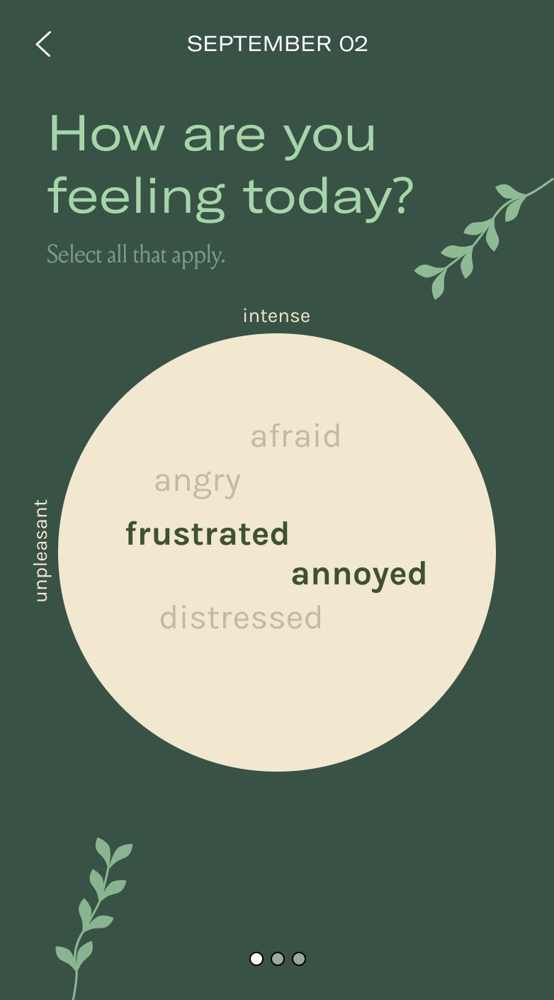 SEPTEMBER 02
How are you
feeling today?
Select all that apply.
intense
afraid
angry
unpleasant
frustrated
annoyed
distressed